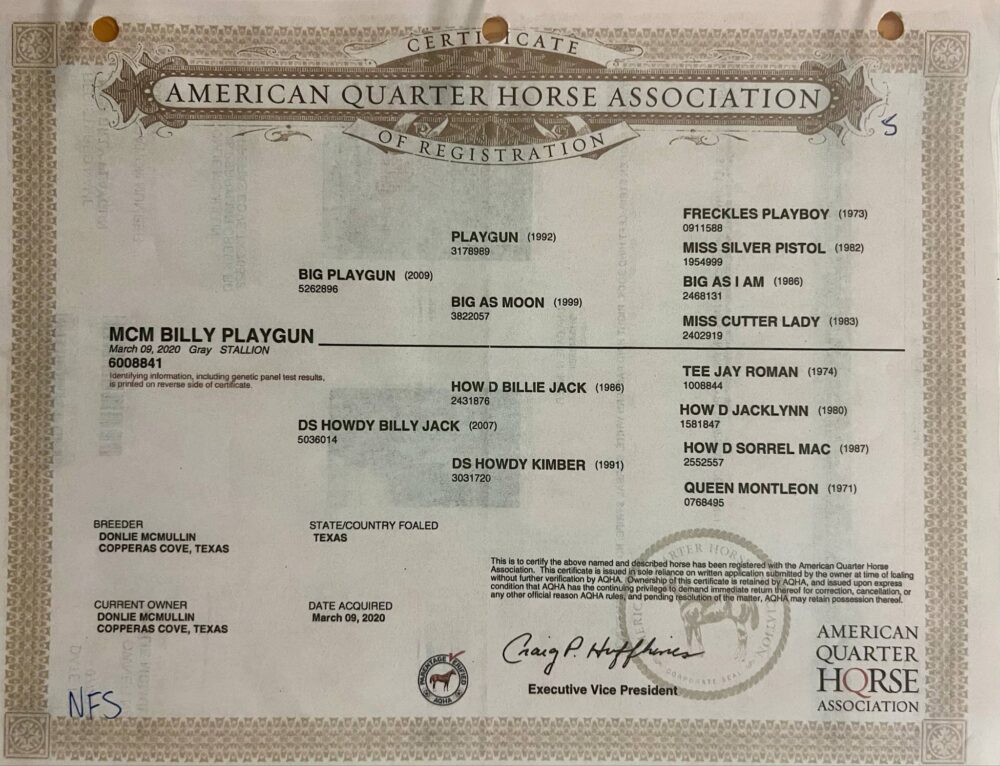 CERTIFICATE
AMERICAN QUARTER HORSE ASSOCIATION
OF REGISTRATION
S
FRECKLES PLAYBOY (1973)
0911588
PLAYGUN (1992)
3178989
MISS SILVER PISTOL (1982)
1954999
BIG PLAYGUN (2009)
5262896
BIG AS I AM (1986)
2468131
BIG AS MOON (1999)
3822057
MISS CUTTER LADY (1983)
2402919
MCM BILLY PLAYGUN
March 09, 2020 Gray STALLION
6008841
Identifying information, including genetic panel test results,
is printed on reverse side of certificate.
TEE JAY ROMAN (1974)
1008844
HOW D BILLIE JACK (1986)
2431876
HOW D JACKLYNN (1980)
1581847
DS HOWDY BILLY JACK (2007)
5036014
HOW D SORREL MAC (1987)
2552557
DS HOWDY KIMBER (1991)
3031720
QUEEN MONTLEON (1971)
0768495
BREEDER
DONLIE MCMULLIN
COPPERAS COVE, TEXAS
STATE/COUNTRY FOALED
TEXAS
This is to certify the above named and described horse has been registered with the American Quarter Horse
Association. This certificate is issued in sole reliance on written application submitted by the owner at time of foaling
without further verification by AQHA. Ownership of this certificate is retained by AQHA, and issued upon express
condition that AQHA has the continuing privilege to demand immediate return thereof for correction, cancellation, or
any other official reason AQHA rules, and pending resolution of the matter, AQHA may retain possession thereof.
CURRENT OWNER
DONLIE MCMULLIN
COPPERAS COVE, TEXAS
DATE ACQUIRED
March 09, 2020
Craig P. Huffhines
Executive Vice President
PARENTAGE VERIFIED
AQHA
CORPORATE SEAL
AMERICAN
QUARTER
HORSE
ASSOCIATION
NFS